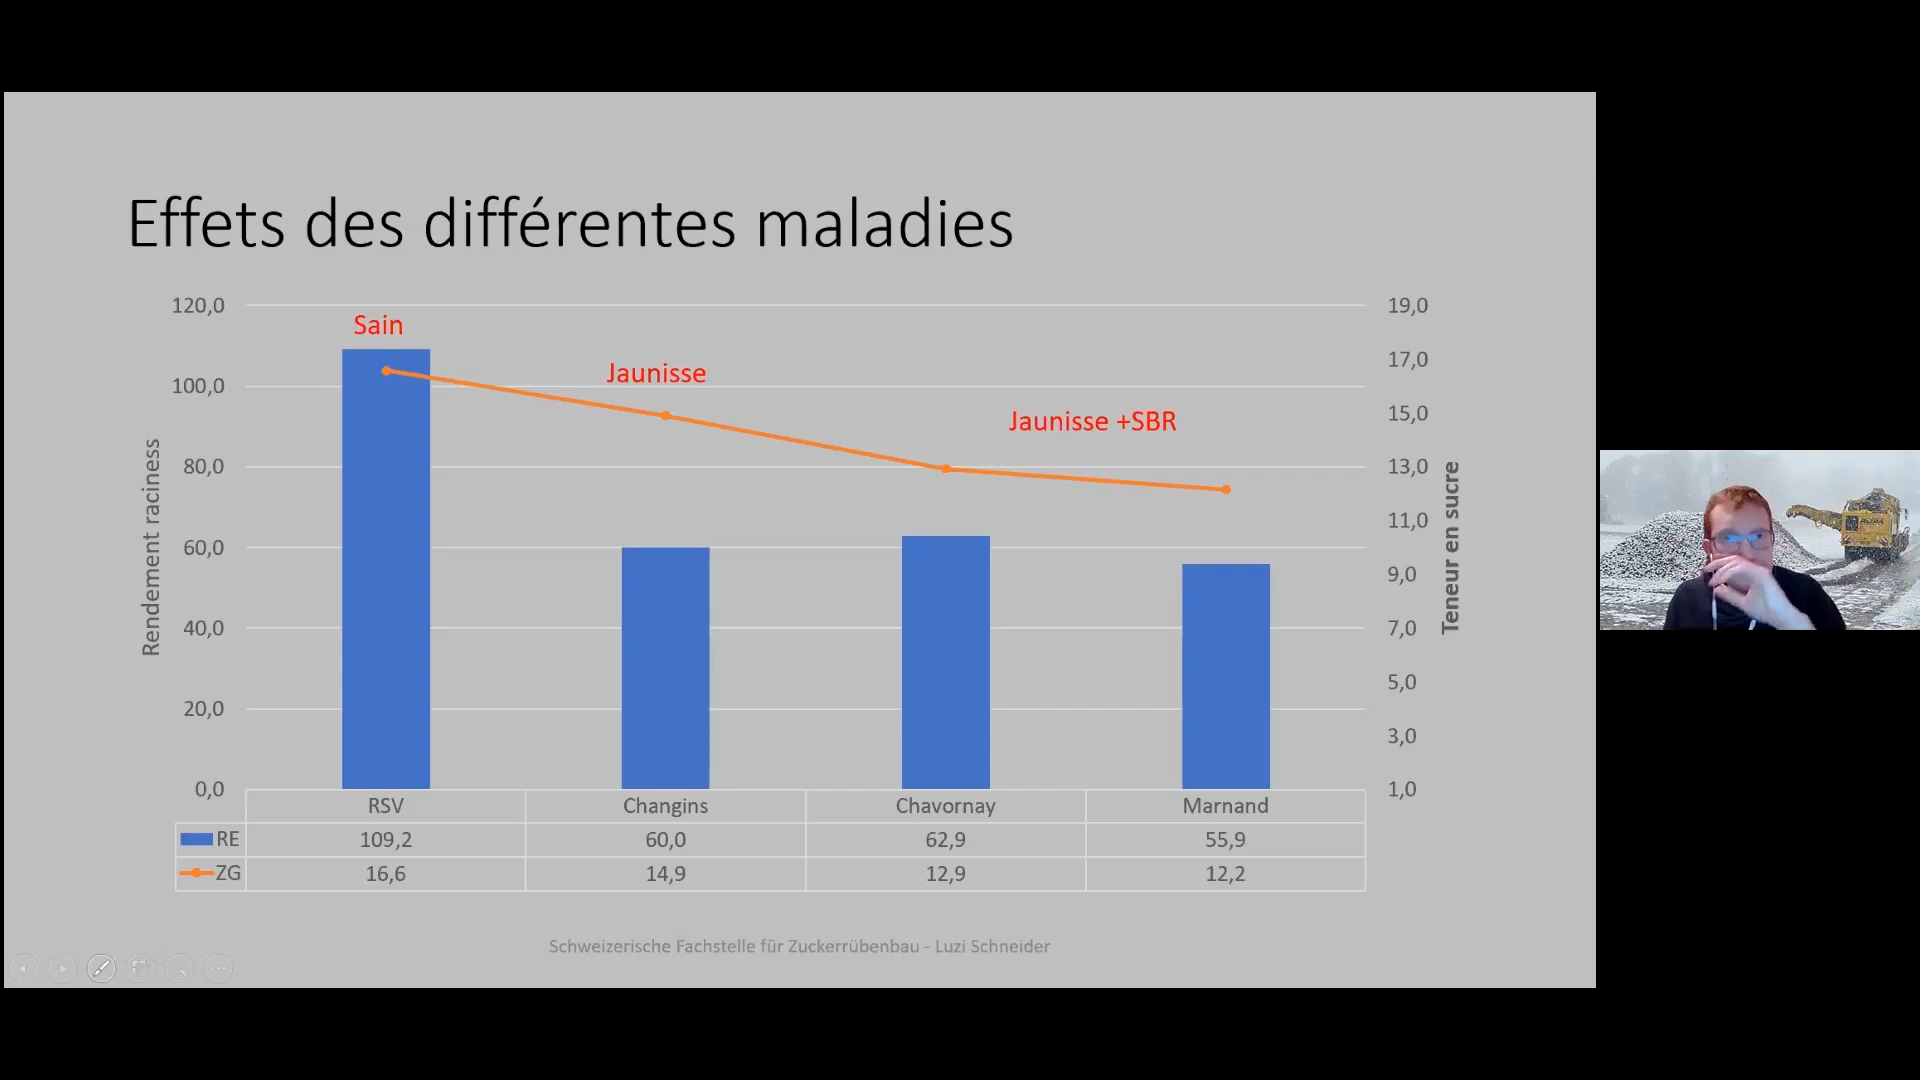 Effets des différentes maladies
120,0
100,0
80,0
60,0
40,0
20,0
0,0
Rendement raciness
Sain
Jaunisse
Jaunisse +SBR
19,0
17,0
15,0
13,0
11,0
9,0
7,0
5,0
3,0
1,0
Teneur en sucre
RSV Changins Chavornay Marnand
RE 109,2 60,0 62,9 55,9
ZG 16,6 14,9 12,9 12,2
Schweizerische Fachstelle für Zuckerrübenbau - Luzi Schneider